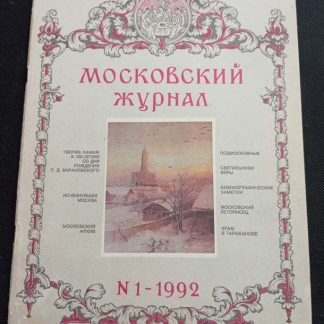 МОСКОВСКИЙ
ЖУРНАЛ
ТВЕРЖЕ КАМНЯ:
К 100-ЛЕТИЮ
СО ДНЯ
РОЖДЕНИЯ
П. Д. БАРАНОВСКОГО
ИСЧЕЗНУВШАЯ
МОСКВА
МОСКОВСКИЙ
АРХИВ
ПОДМОСКОВНЫЕ
СВЕТИЛЬНИКИ
ВЕРЫ
БИБЛИОГРАФИЧЕСКИЕ
ЗАМЕТКИ
МОСКОВСКИЙ
ЛЕТОПИСЕЦ
ХРАМ
В ТАРАКАНОВЕ
N 1 ~ 1992